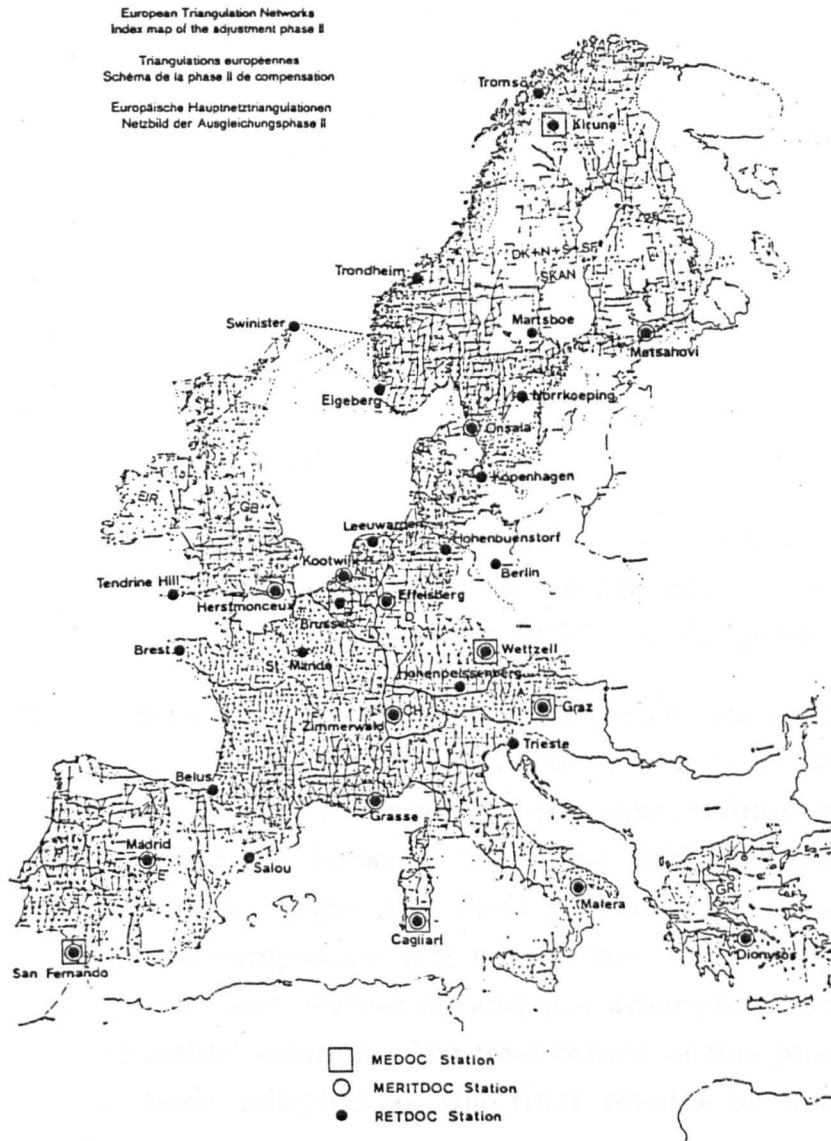 European Triangulation Networks
Index map of the adjustment phase II
Triangulations européennes
Schéma de la phase II de compensation
Europäische Hauptnetztriangulationen
Netzbild der Ausgleichungsphase II
Tromsö
Kiruna
DK+N+S+SF
SKAN
Trondheim
Swinister
Martsboe
Metsahovi
Elgeberg
Norrkoeping
Onsala
Kopenhagen
EIR
GB
Leeuwarden
Hohenbuenstorf
Kootwijk
Berlin
Tendrine Hill
Herstmonceux
Effelsberg
Brussels
B
D
Brest
St. Mande
Wettzell
Hohenpeissenberg
A
Graz
CH
Zimmerwald
Trieste
Belus
Grasse
Madrid
E
Salou
Matera
GR
Cagliari
Dionysos
San Fernando
MEDOC Station
MERITDOC Station
RETDOC Station